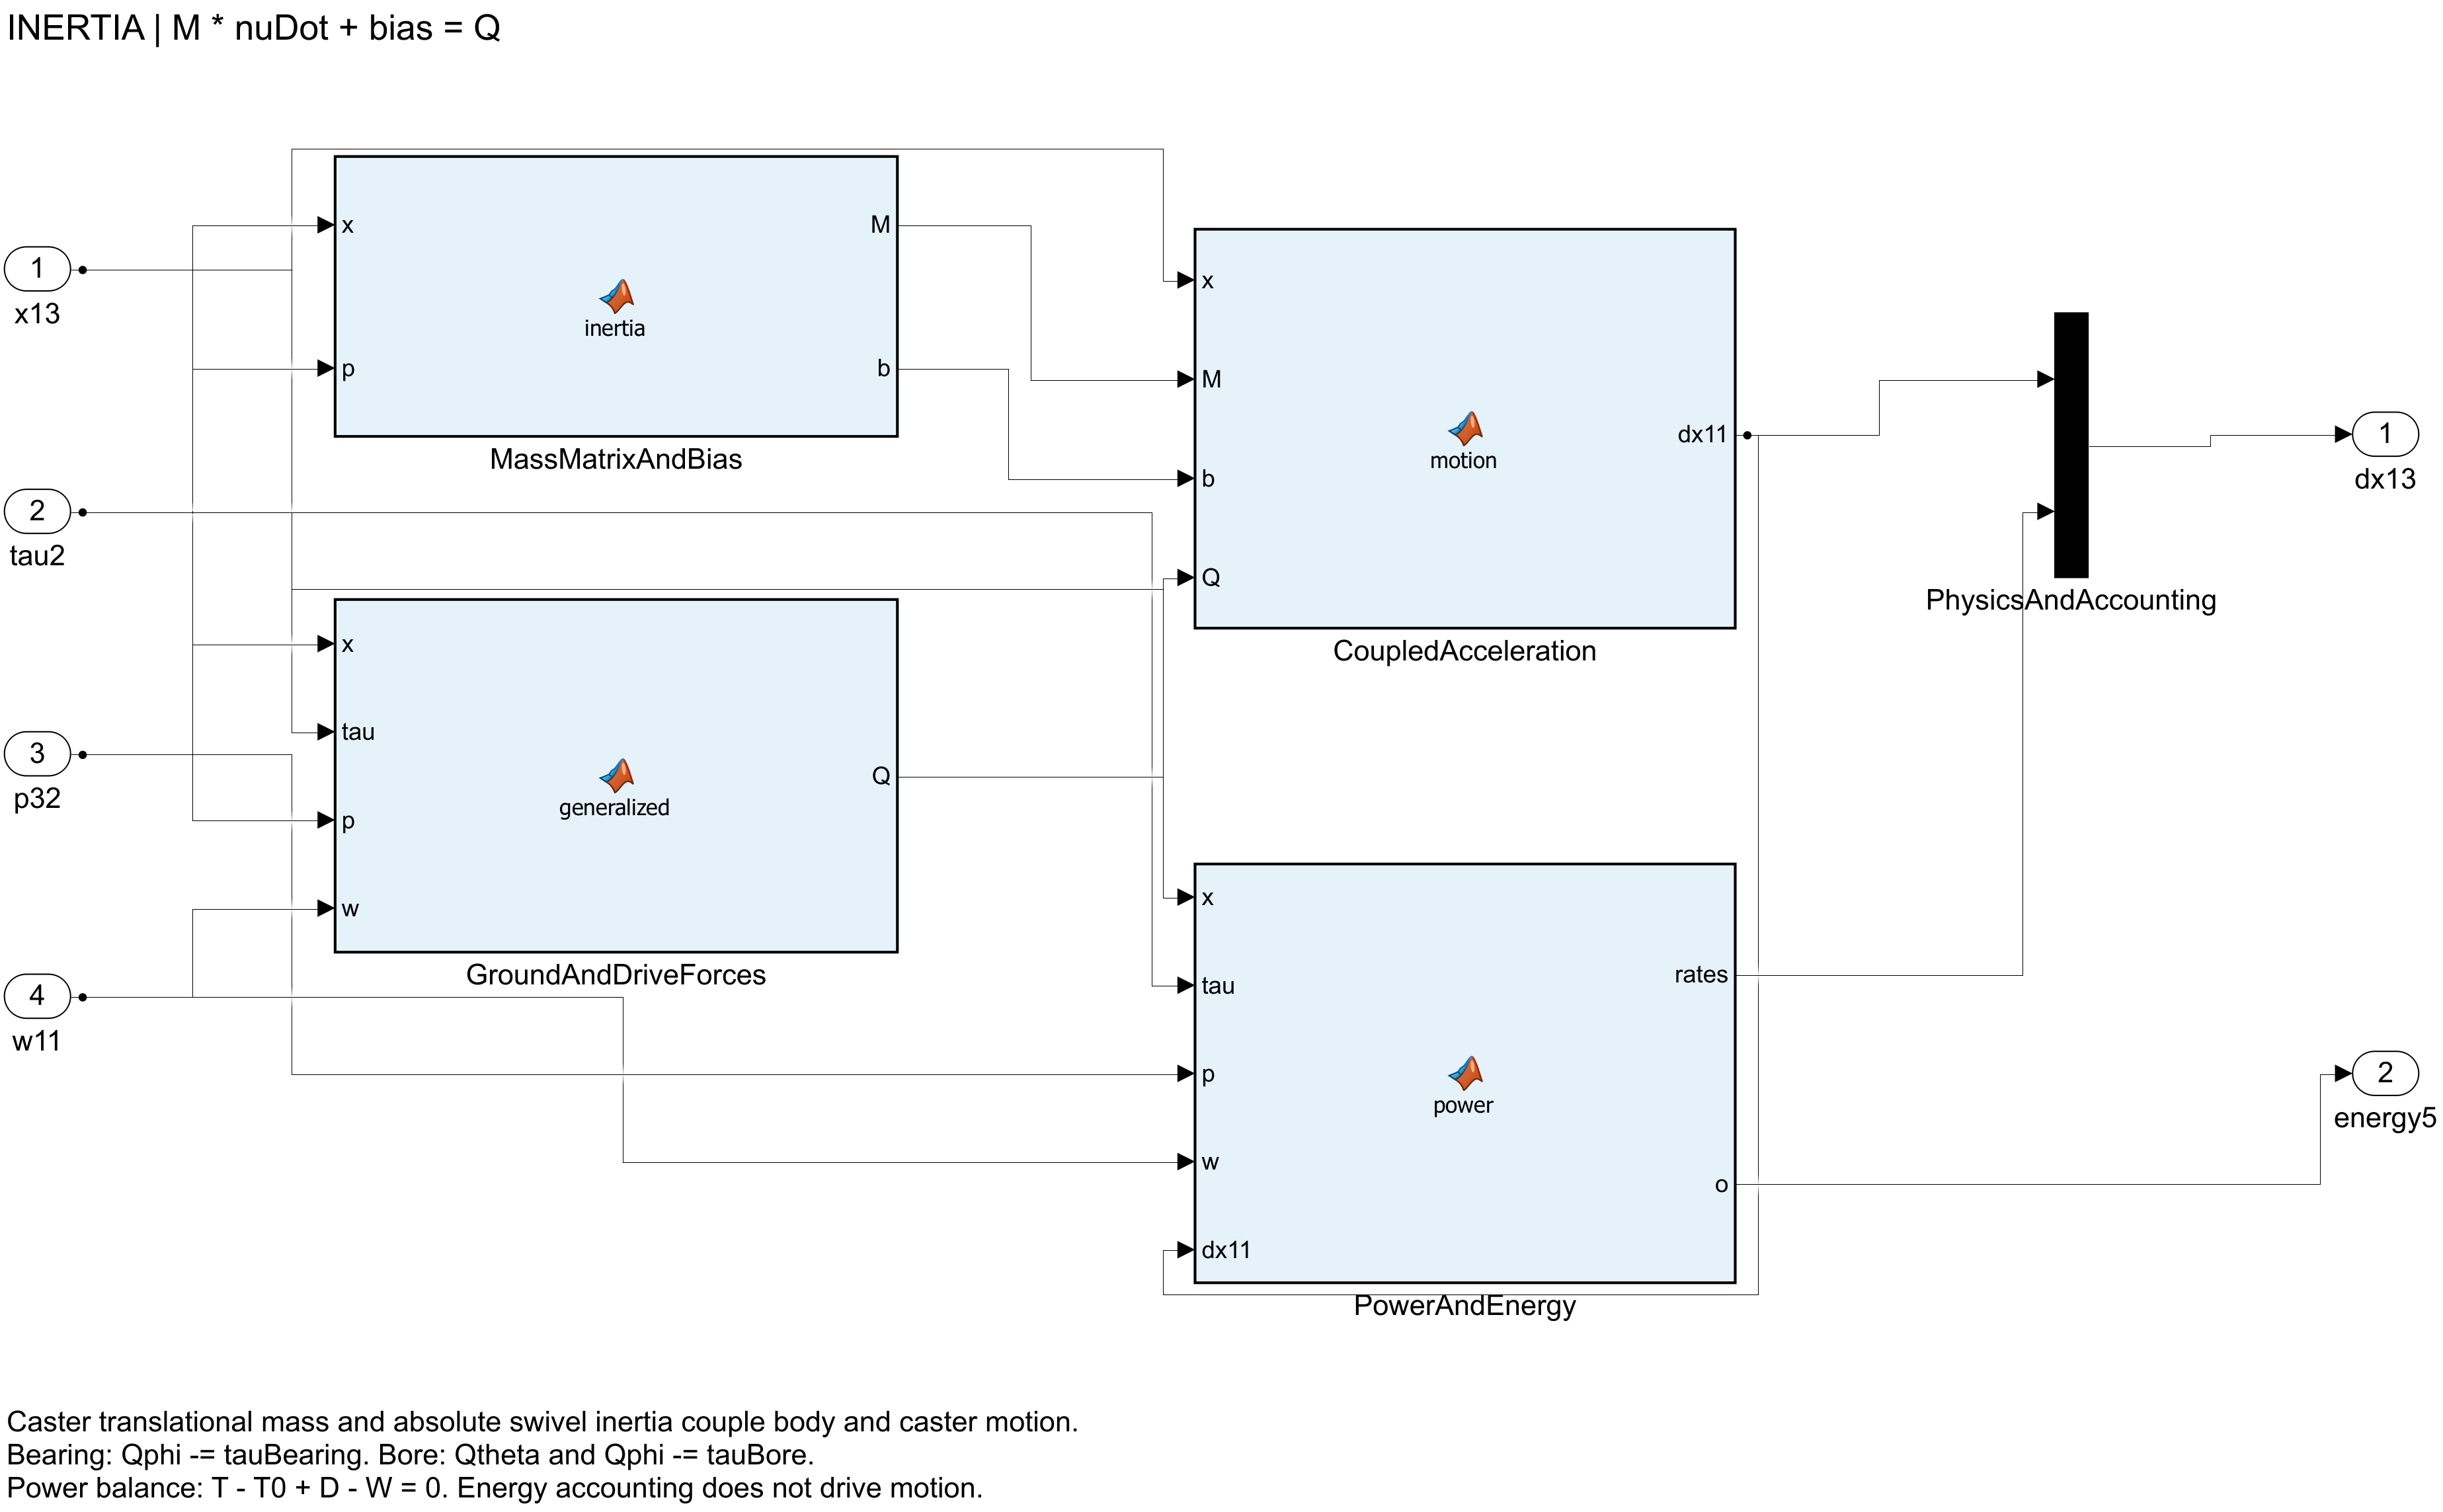 INERTIA | M * nuDot + bias = Q
x
p
M
b
inertia
MassMatrixAndBias
1
x13
2
tau2
3
p32
4
w11
x
tau
p
w
Q
generalized
GroundAndDriveForces
x
M
b
Q
dx11
motion
CoupledAcceleration
x
tau
p
w
dx11
rates
o
power
PowerAndEnergy
PhysicsAndAccounting
1
dx13
2
energy5
Caster translational mass and absolute swivel inertia couple body and caster motion.
Bearing: Qphi -= tauBearing. Bore: Qtheta and Qphi -= tauBore.
Power balance: T - T0 + D - W = 0. Energy accounting does not drive motion.